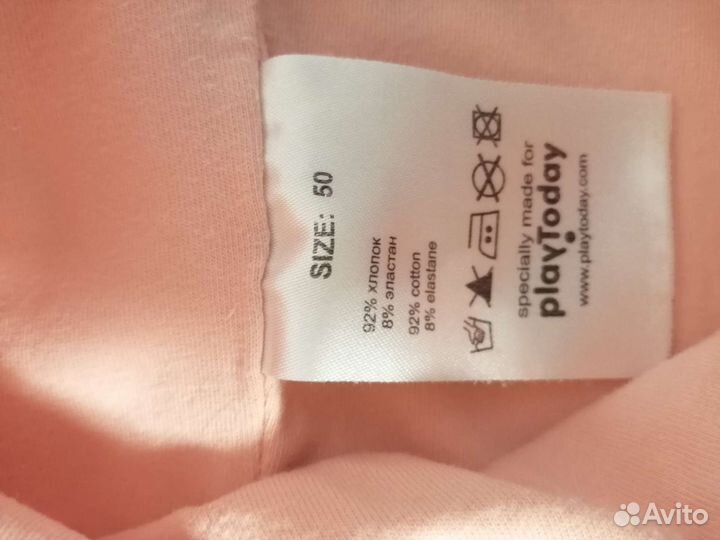 SIZE: 50
92% хлопок
8% эластан
92% cotton
8% elastane
specially made for
playToday
www.playtoday.com
Avito